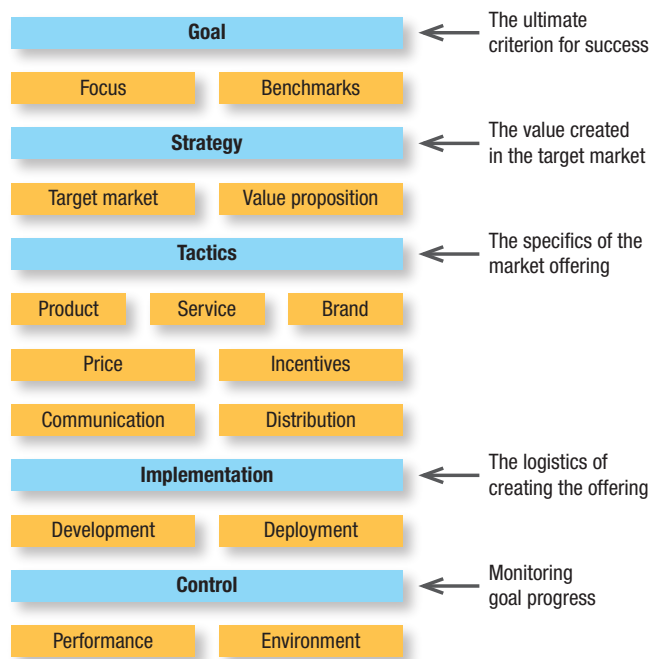 Goal
The ultimate
criterion for success
Focus
Benchmarks
Strategy
The value created
in the target market
Target market
Value proposition
Tactics
The specifics of the
market offering
Product
Service
Brand
Price
Incentives
Communication
Distribution
Implementation
The logistics of
creating the offering
Development
Deployment
Control
Monitoring
goal progress
Performance
Environment